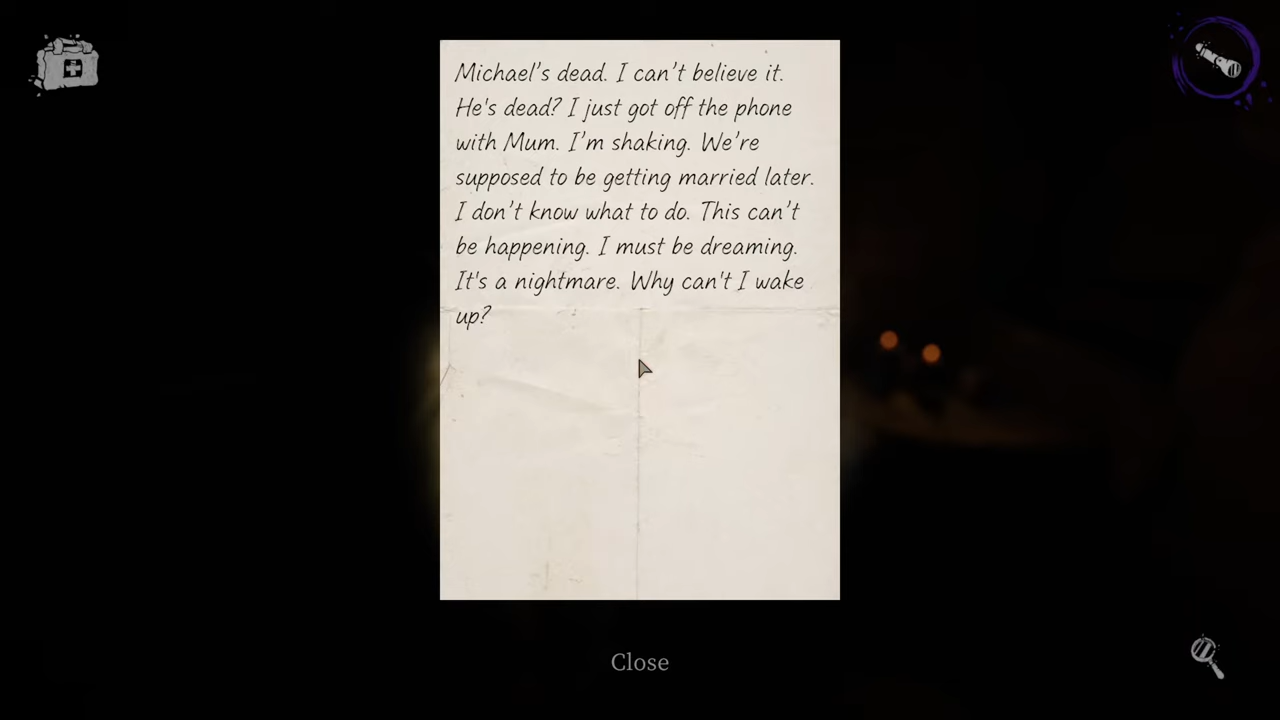 Michael’s dead. I can’t believe it.
He's dead? I just got off the phone
with Mum. I’m shaking. We’re
supposed to be getting married later.
I don’t know what to do. This can’t
be happening. I must be dreaming.
It's a nightmare. Why can't I wake
up?
Close